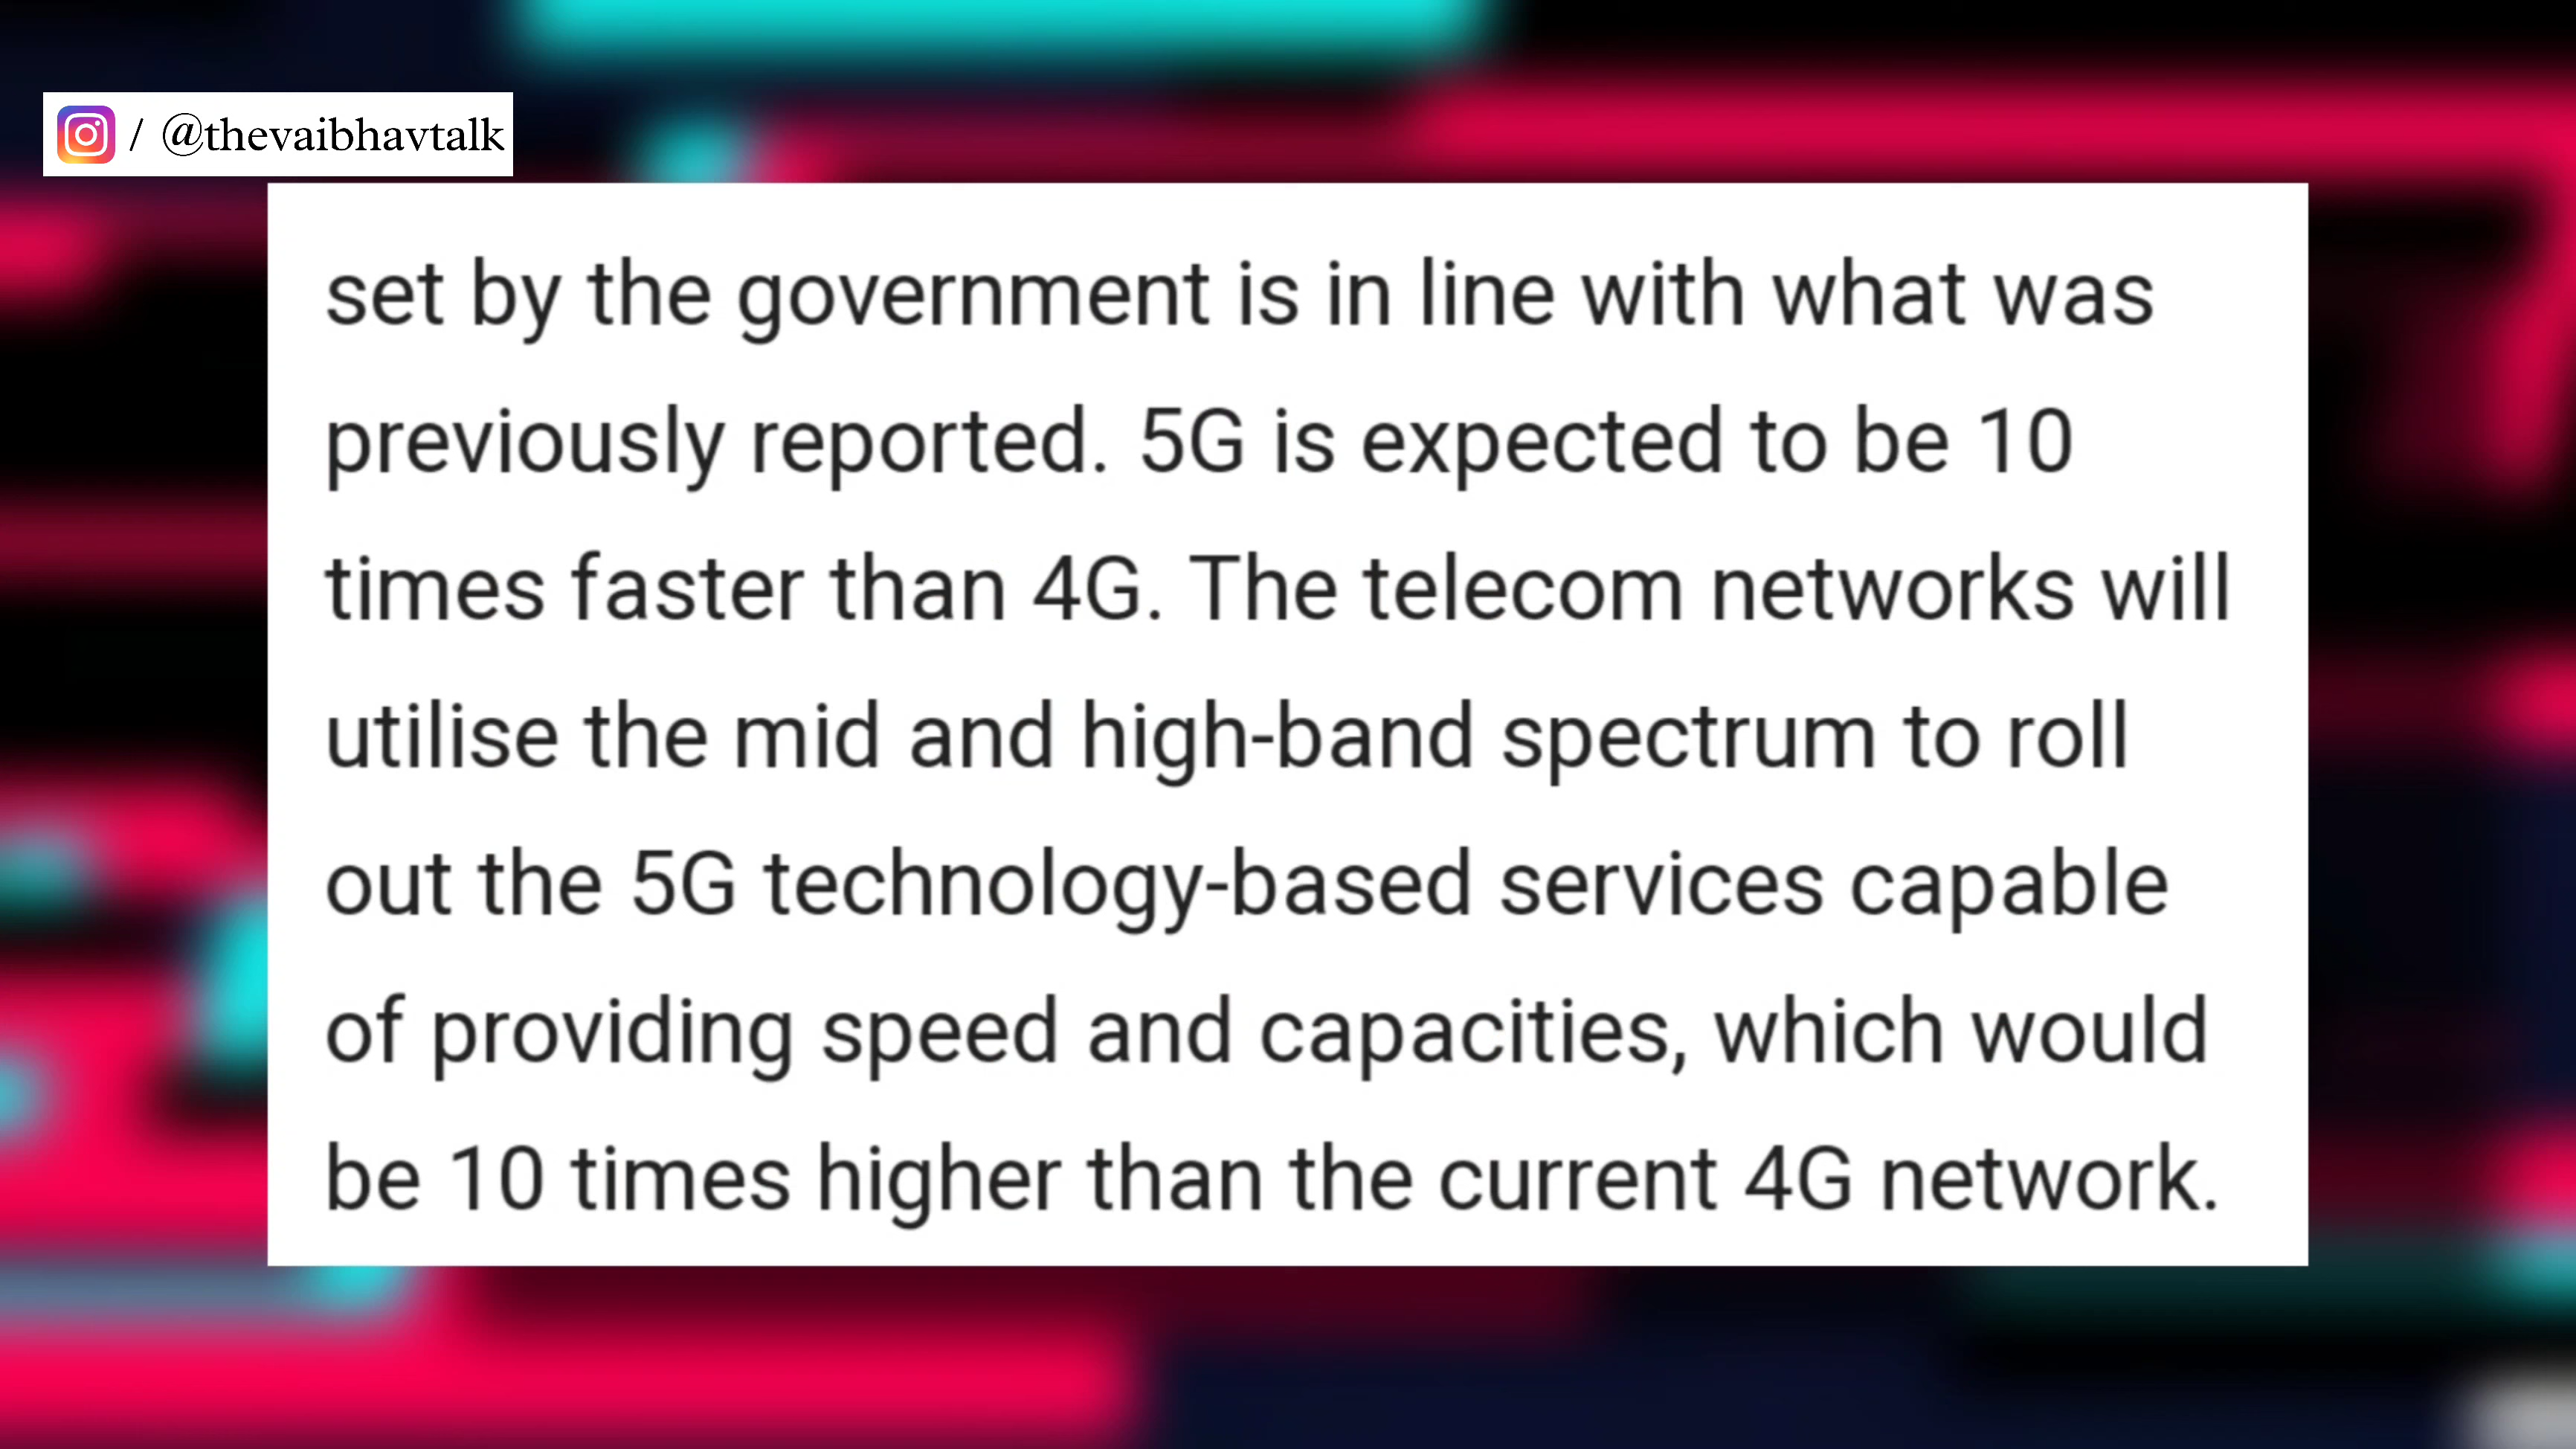 / @thevaibhavtalk
set by the government is in line with what was
previously reported. 5G is expected to be 10
times faster than 4G. The telecom networks will
utilise the mid and high-band spectrum to roll
out the 5G technology-based services capable
of providing speed and capacities, which would
be 10 times higher than the current 4G network.